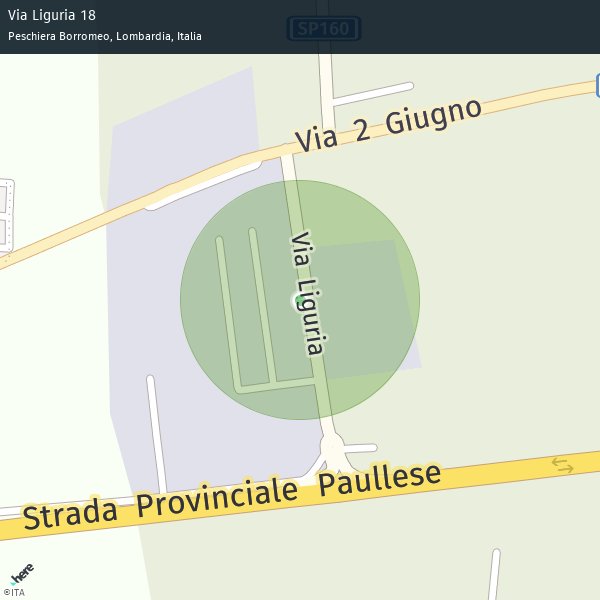 Via Liguria 18
Peschiera Borromeo, Lombardia, Italia
SP160
Via 2 Giugno
Via Liguria
Strada Provinciale Paullese
here
©ITA